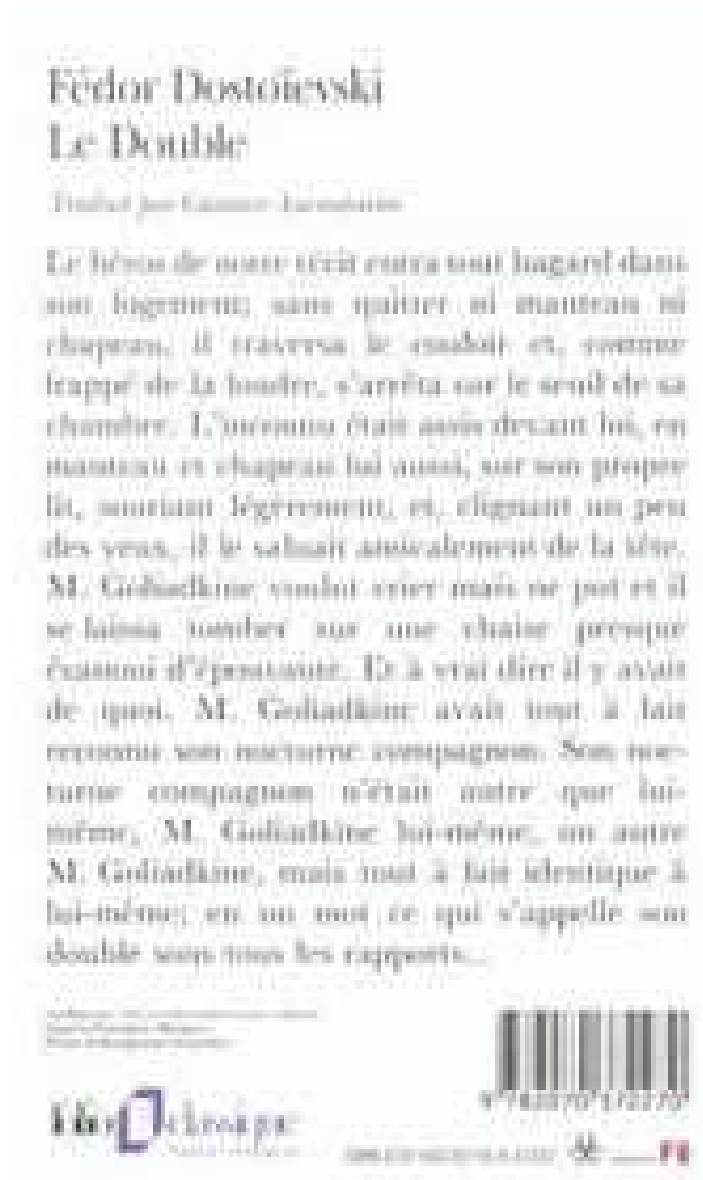 Fédor Dostoïevski
Le Double
Traduit par Gustave Aucouturier
Le héros de notre récit entra tout hagard dans
son logement; sans quitter ni manteau ni
chapeau, il traversa le couloir et, comme
frappé de la foudre, s'arrêta sur le seuil de sa
chambre. L'inconnu était assis devant lui, en
manteau et chapeau lui aussi, sur son propre
lit, souriant légèrement, et, clignant un peu
des yeux, il le saluait amicalement de la tête.
M. Goliadkine voulut crier mais ne put et il
se laissa tomber sur une chaise presque
évanoui d'épouvante. Et à vrai dire il y avait
de quoi. M. Goliadkine avait tout à fait
reconnu son nocturne compagnon. Son noc-
turne compagnon n'était autre que lui-
même, M. Goliadkine lui-même, un autre
M. Goliadkine, mais tout à fait identique à
lui-même; en un mot ce qui s'appelle son
double sous tous les rapports...